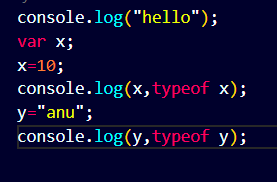 console.log("hello");
var x;
x=10;
console.log(x,typeof x);
y="anu";
console.log(y,typeof y);